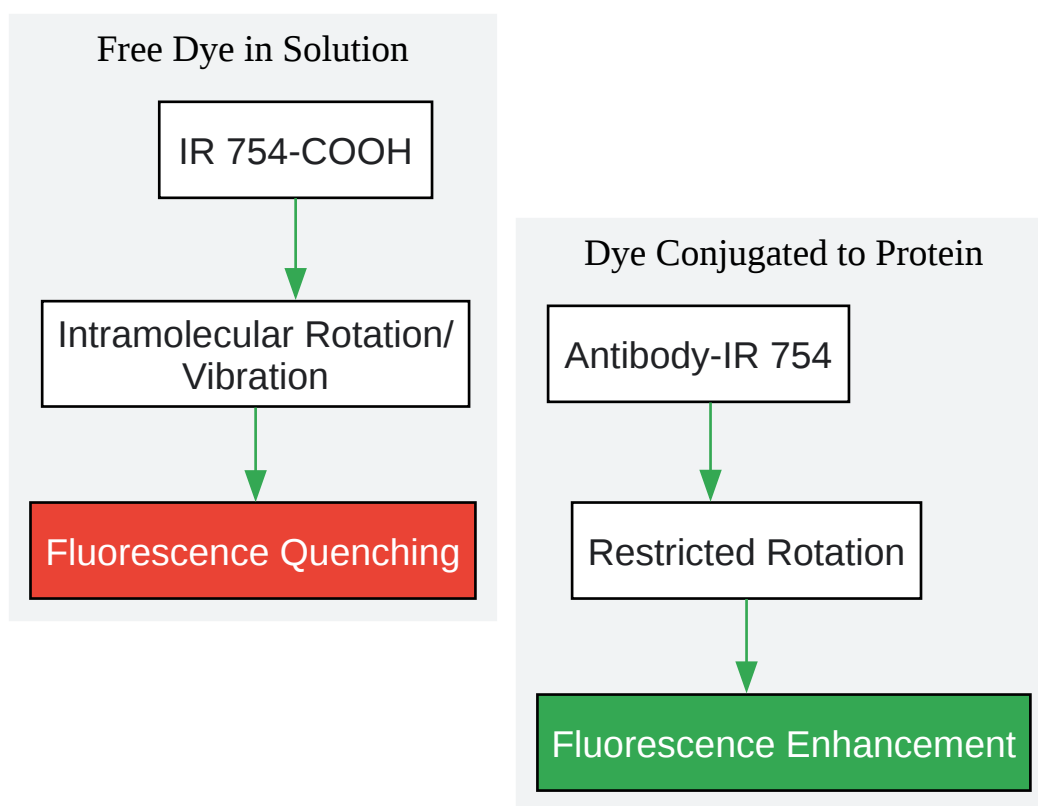 Free Dye in Solution
IR 754-COOH
Intramolecular Rotation/
Vibration
Fluorescence Quenching
Dye Conjugated to Protein
Antibody-IR 754
Restricted Rotation
Fluorescence Enhancement